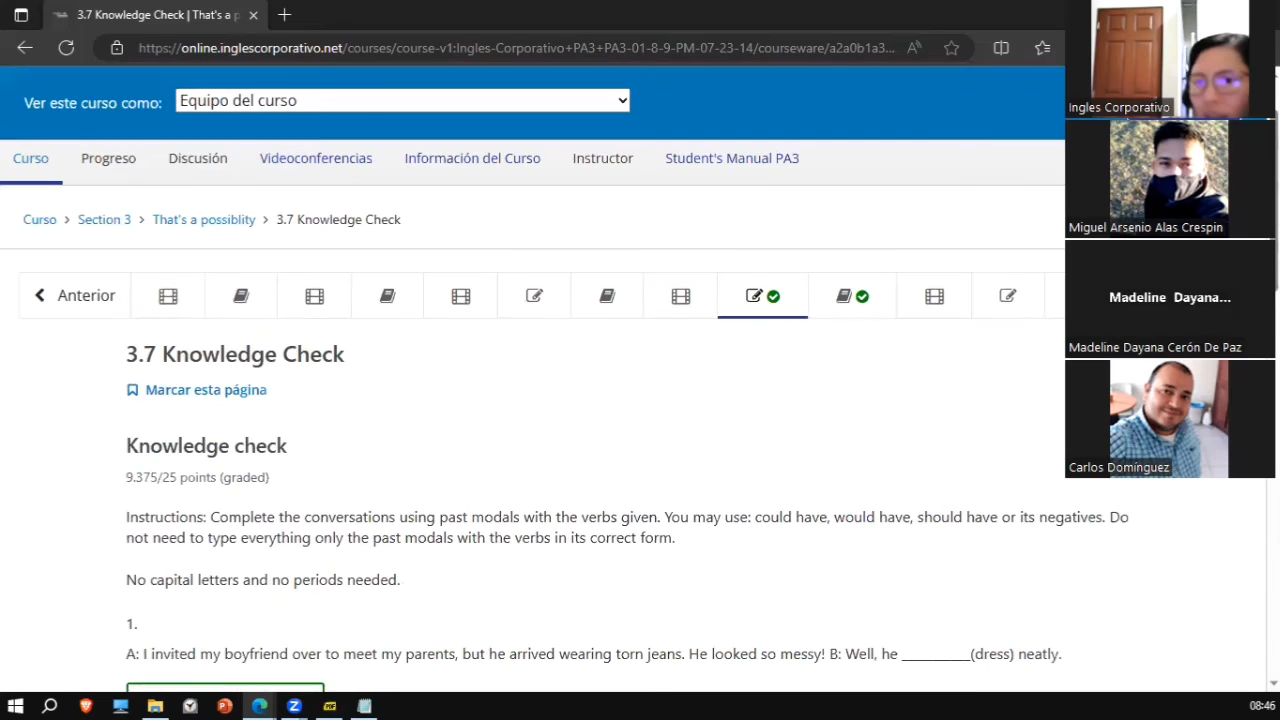 3.7 Knowledge Check | That's a p
https://online.inglescorporativo.net/courses/course-v1:Ingles-Corporativo+PA3+PA3-01-8-9-PM-07-23-14/courseware/a2a0b1a3...
Ver este curso como:
Equipo del curso
Curso
Progreso
Discusión
Videoconferencias
Información del Curso
Instructor
Student's Manual PA3
Curso > Section 3 > That's a possiblity > 3.7 Knowledge Check
Anterior
3.7 Knowledge Check
Marcar esta página
Knowledge check
9.375/25 points (graded)
Instructions: Complete the conversations using past modals with the verbs given. You may use: could have, would have, should have or its negatives. Do
not need to type everything only the past modals with the verbs in its correct form.
No capital letters and no periods needed.
1.
A: I invited my boyfriend over to meet my parents, but he arrived wearing torn jeans. He looked so messy! B: Well, he __________(dress) neatly.
Ingles Corporativo
Miguel Arsenio Alas Crespin
Madeline Dayana...
Madeline Dayana Cerón De Paz
Carlos Domínguez
08:46